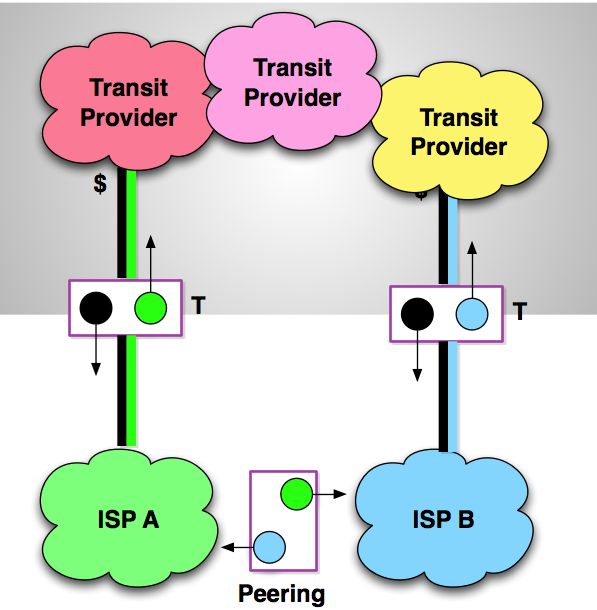 Transit
Provider
Transit
Provider
Transit
Provider
$
$
T
T
ISP A
ISP B
Peering